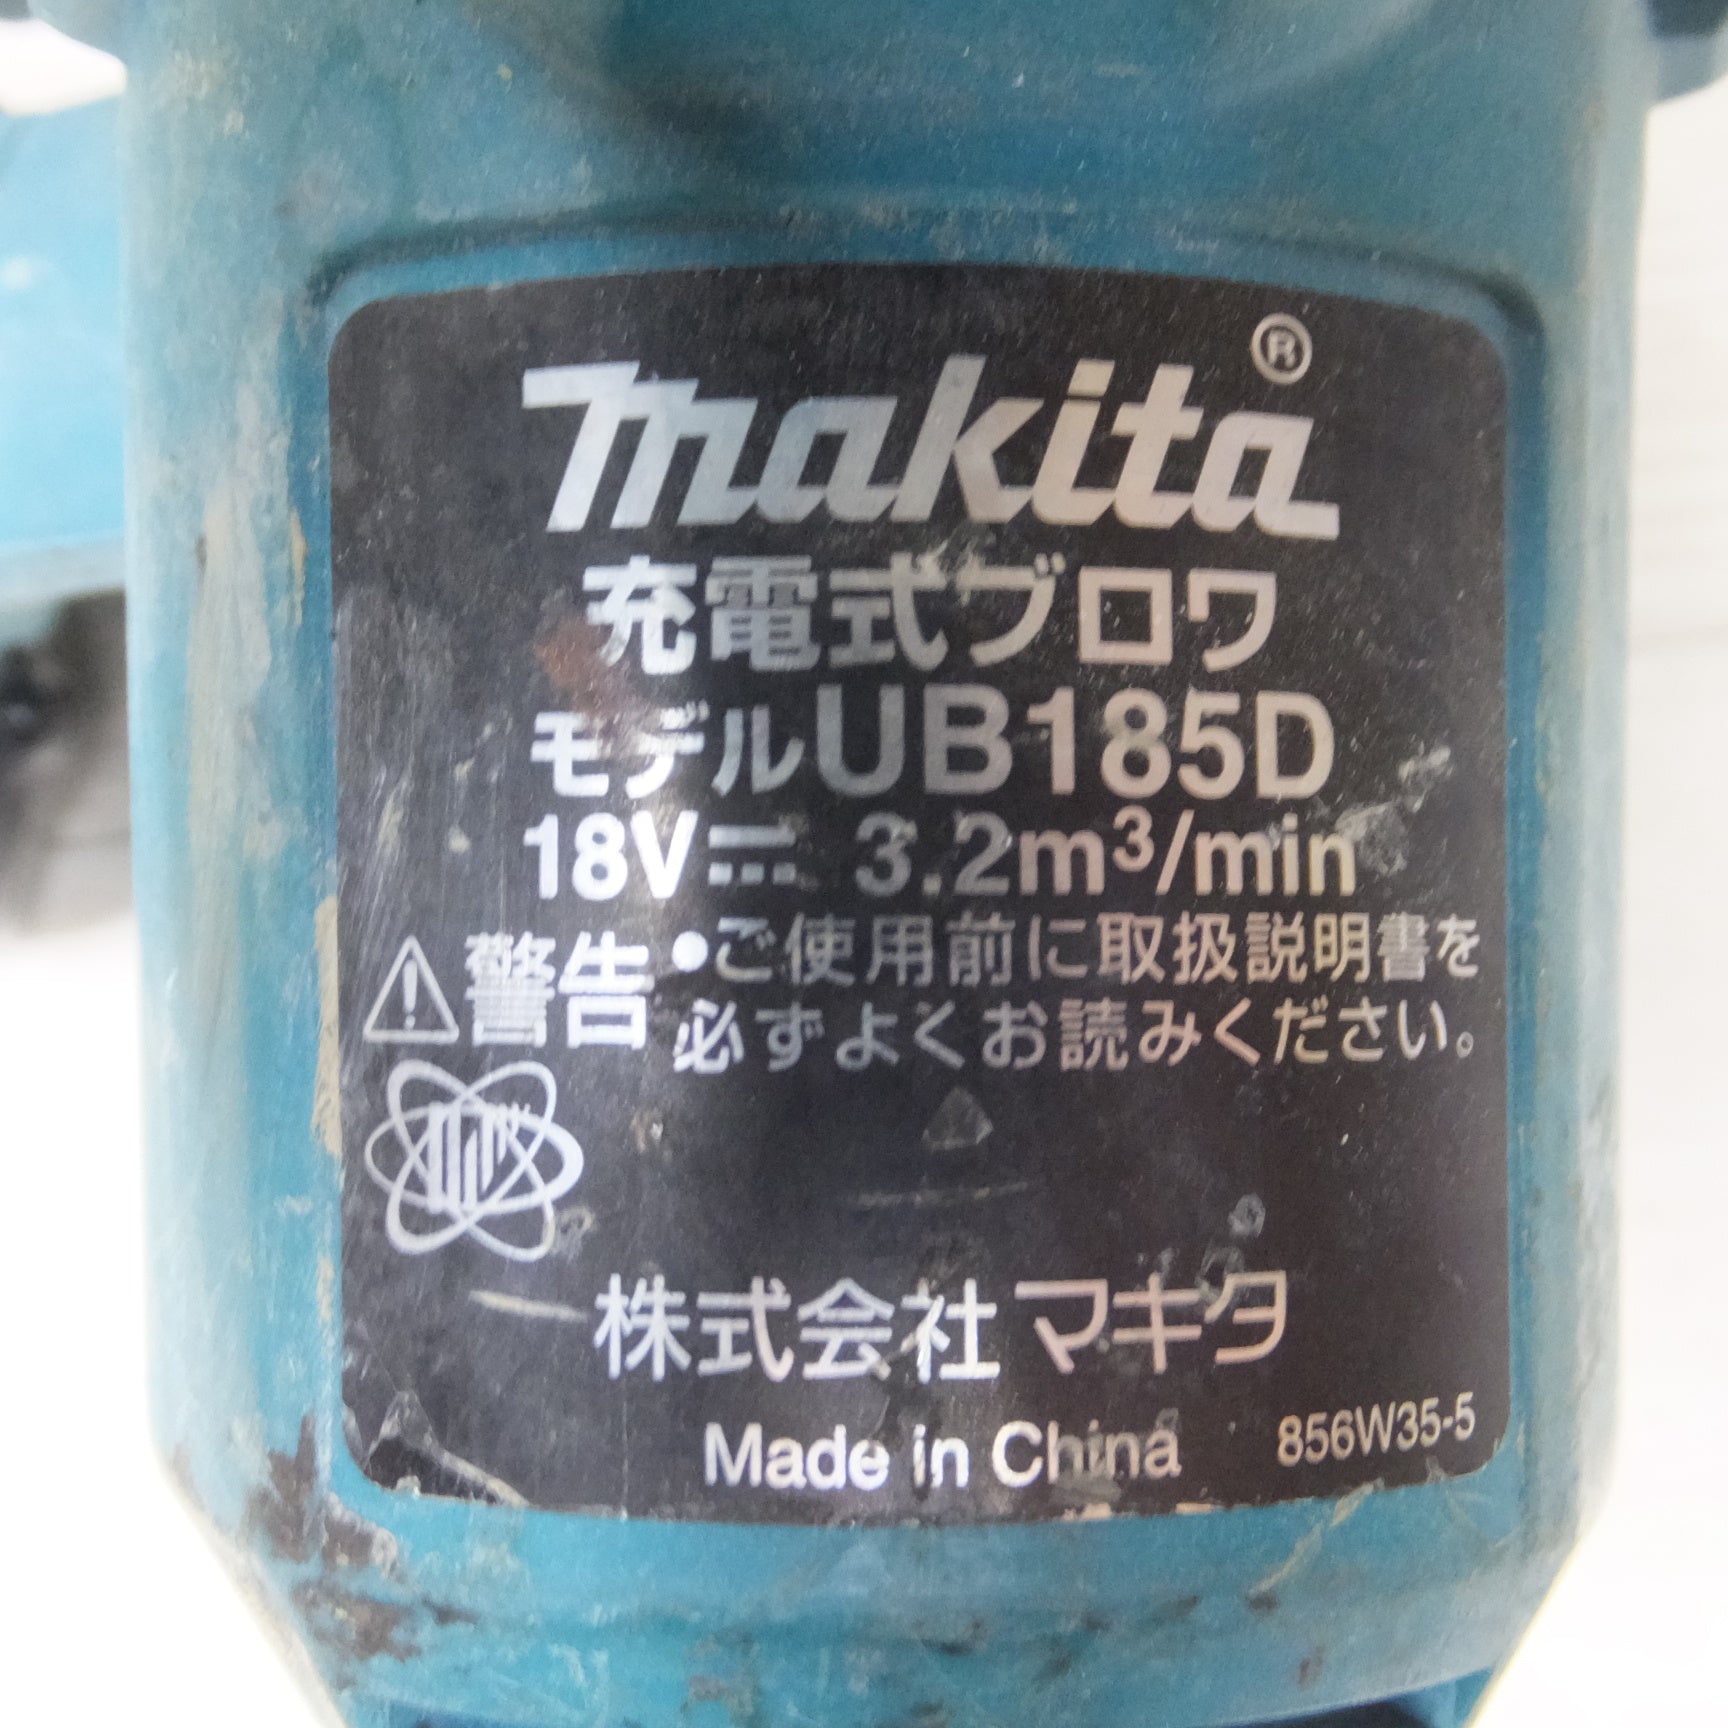 makita®
充電式ブロワ
モデルUB185D
18V⎓ 3.2m³/min
⚠警告 •ご使用前に取扱説明書を
必ずよくお読みください。
株式会社マキタ
Made in China 856W35-5